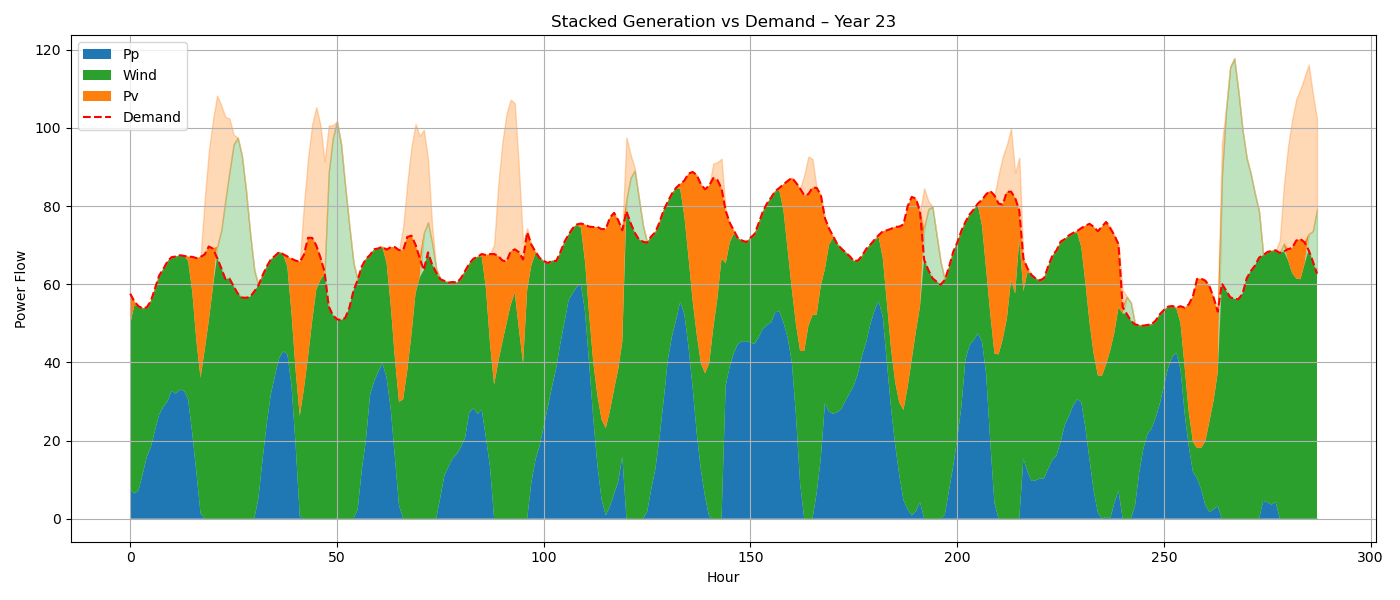 Stacked Generation vs Demand – Year 23
Pp
Wind
Pv
Demand
Power Flow
120
100
80
60
40
20
0
0 50 100 150 200 250 300
Hour